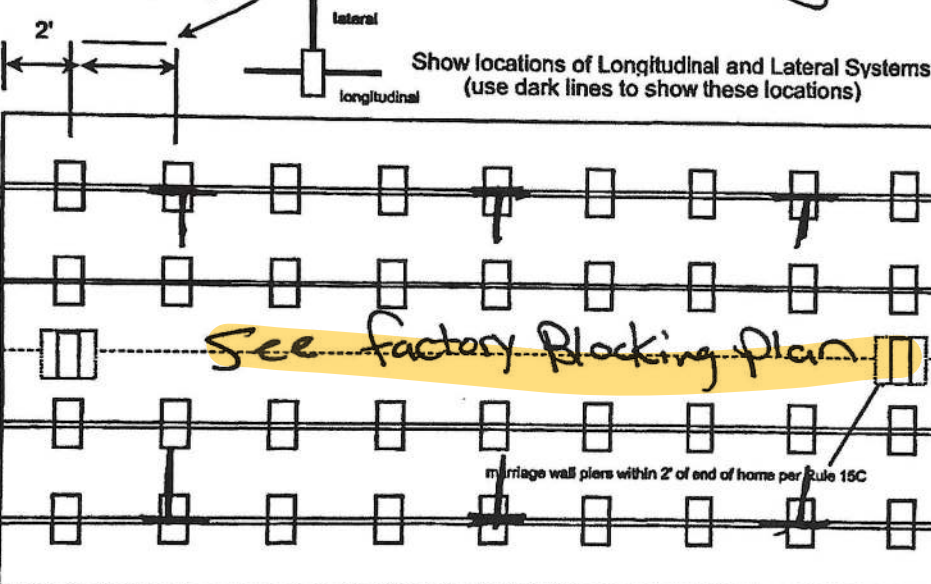 lateral
2'
longitudinal
Show locations of Longitudinal and Lateral Systems
(use dark lines to show these locations)
See factory Blocking plan
marriage wall piers within 2' of end of home per Rule 15C